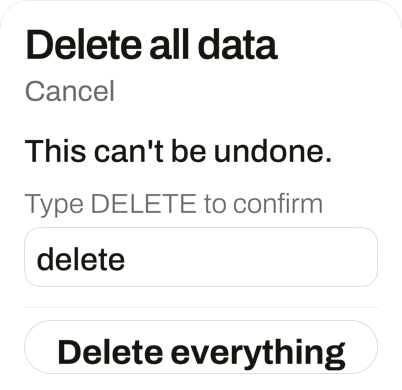 Delete all data
Cancel
This can't be undone.
Type DELETE to confirm
delete
Delete everything